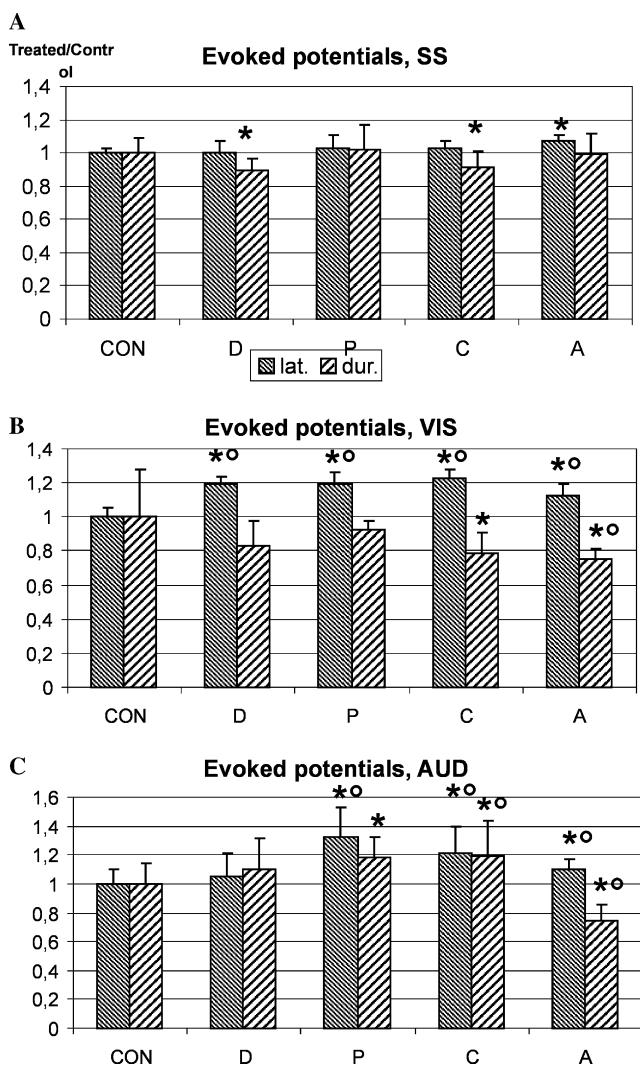 A
Treated/Contr
ol
Evoked potentials, SS
1,4
1,2
1
0,8
0,6
0,4
0,2
0
* * *
CON D P C A
lat. dur.
B
Evoked potentials, VIS
1,4
1,2
1
0,8
0,6
0,4
0,2
0
*° *° *° *°
* *°
CON D P C A
C
Evoked potentials, AUD
1,6
1,4
1,2
1
0,8
0,6
0,4
0,2
0
*° * *° *° *°
*°
CON D P C A